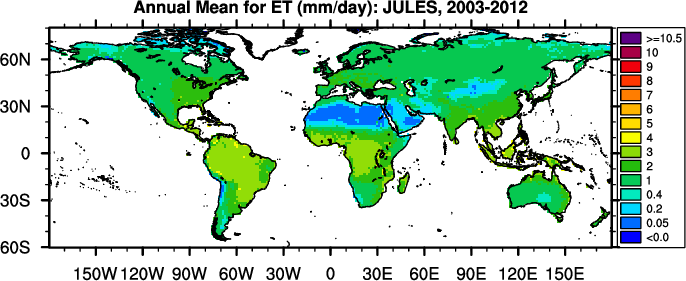 Annual Mean for ET (mm/day): JULES, 2003-2012
60N
30N
0
30S
60S
150W 120W 90W 60W 30W 0 30E 60E 90E 120E 150E
>=10.5
10
9
8
7
6
5
4
3
2
1
0.4
0.2
0.05
<0.0